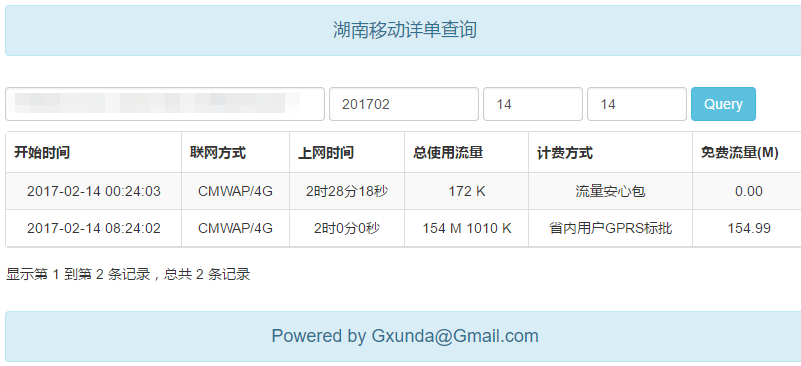 湖南移动详单查询
201702 14 14 Query
开始时间 联网方式 上网时间 总使用流量 计费方式 免费流量(M)
2017-02-14 00:24:03 CMWAP/4G 2时28分18秒 172 K 流量安心包 0.00
2017-02-14 08:24:02 CMWAP/4G 2时0分0秒 154 M 1010 K 省内用户GPRS标批 154.99
显示第 1 到第 2 条记录，总共 2 条记录
Powered by Gxunda@Gmail.com